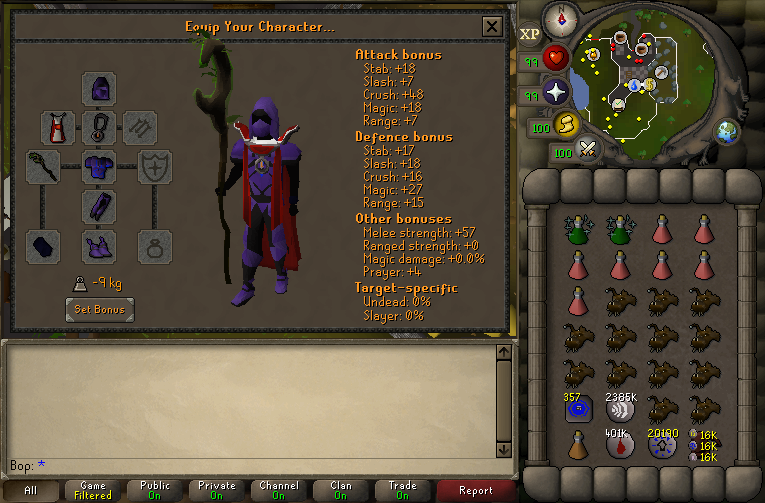 Equip Your Character...
Attack bonus
Stab: +18
Slash: +7
Crush: +48
Magic: +18
Range: +7
Defence bonus
Stab: +17
Slash: +18
Crush: +16
Magic: +27
Range: +15
Other bonuses
Melee strength: +57
Ranged strength: +0
Magic damage: +0.0%
Prayer: +4
Target-specific
Undead: 0%
Slayer: 0%
-9 kg
Set Bonus
XP
99
99
100
100
357
2385K
401K
20190
16K
16K
16K
Bop: *
All
Game
Filtered
Public
On
Private
On
Channel
On
Clan
On
Trade
On
Report